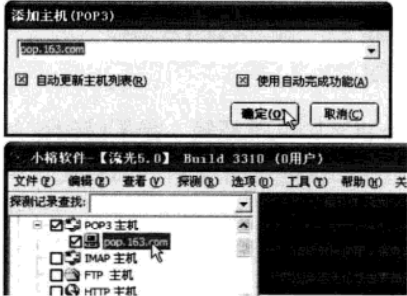 添加主机(POP3)
pop.163.com
自动更新主机列表(R)
使用自动完成功能(A)
确定(O)
取消(C)
小榕软件-【流光5.0】 Build 3310 (0用户)
文件(F) 编辑(E) 查看(V) 探测(R) 选项(O) 工具(T) 帮助(H) 关
探测记录查找:
POP3 主机
pop.163.com
IMAP 主机
FTP 主机
HTTP 主机